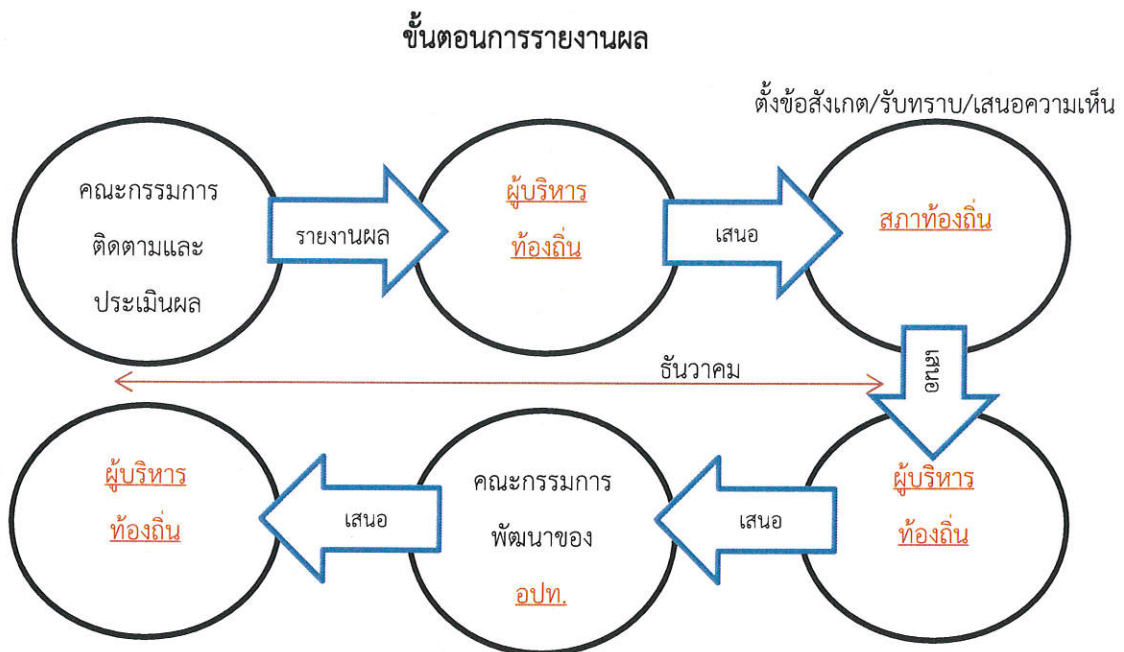 ขั้นตอนการรายงานผล
ตั้งข้อสังเกต/รับทราบ/เสนอความเห็น
คณะกรรมการ
ติดตามและ
ประเมินผล
รายงานผล
ผู้บริหาร
ท้องถิ่น
เสนอ
สภาท้องถิ่น
เสนอ
ธันวาคม
ผู้บริหาร
ท้องถิ่น
เสนอ
คณะกรรมการ
พัฒนาของ
อปท.
เสนอ
ผู้บริหาร
ท้องถิ่น